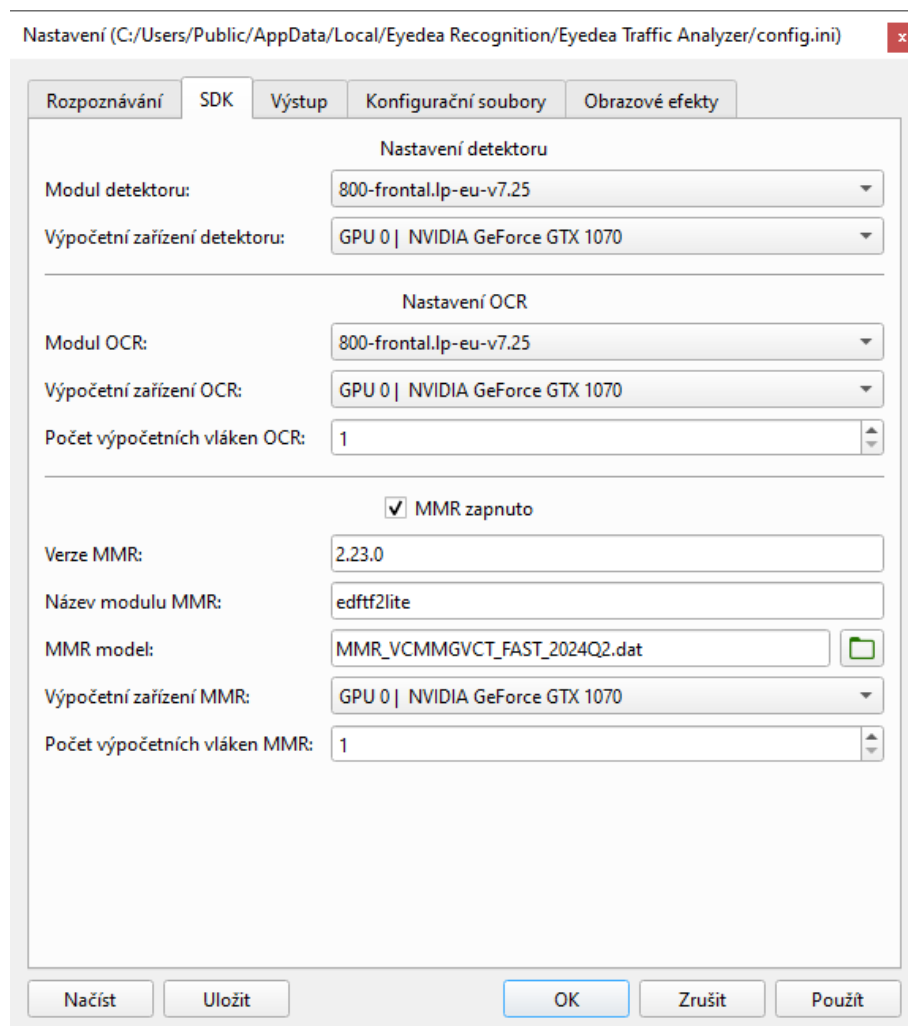 Nastavení (C:/Users/Public/AppData/Local/Eyedea Recognition/Eyedea Traffic Analyzer/config.ini) x
Rozpoznávání SDK Výstup Konfigurační soubory Obrazové efekty
Nastavení detektoru
Modul detektoru: 800-frontal.lp-eu-v7.25
Výpočetní zařízení detektoru: GPU 0 | NVIDIA GeForce GTX 1070
Nastavení OCR
Modul OCR: 800-frontal.lp-eu-v7.25
Výpočetní zařízení OCR: GPU 0 | NVIDIA GeForce GTX 1070
Počet výpočetních vláken OCR: 1
MMR zapnuto
Verze MMR: 2.23.0
Název modulu MMR: edftf2lite
MMR model: MMR_VCMMGVCT_FAST_2024Q2.dat
Výpočetní zařízení MMR: GPU 0 | NVIDIA GeForce GTX 1070
Počet výpočetních vláken MMR: 1
Načíst Uložit OK Zrušit Použít